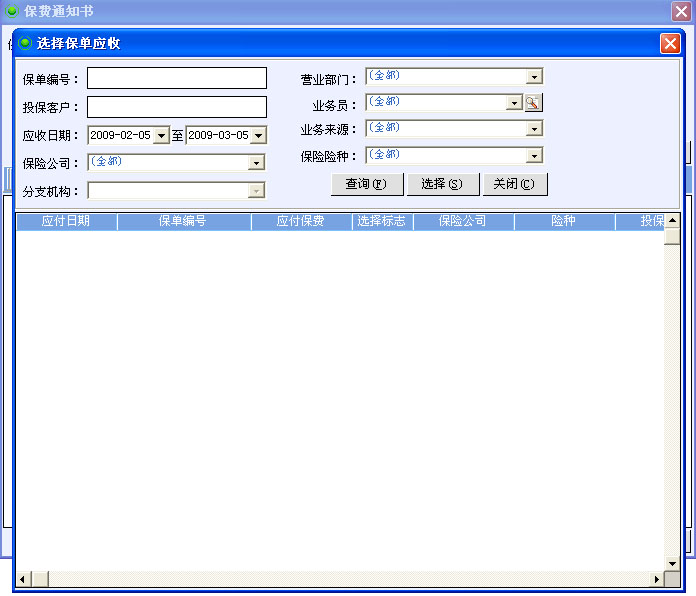 保费通知书
选择保单应收
保单编号：
营业部门： (全部)
投保客户：
业务员： (全部)
应收日期： 2009-02-05 至 2009-03-05
业务来源： (全部)
保险公司： (全部)
保险险种： (全部)
分支机构：
查询(F) 选择(S) 关闭(C)
应付日期 保单编号 应付保费 选择标志 保险公司 险种 投保